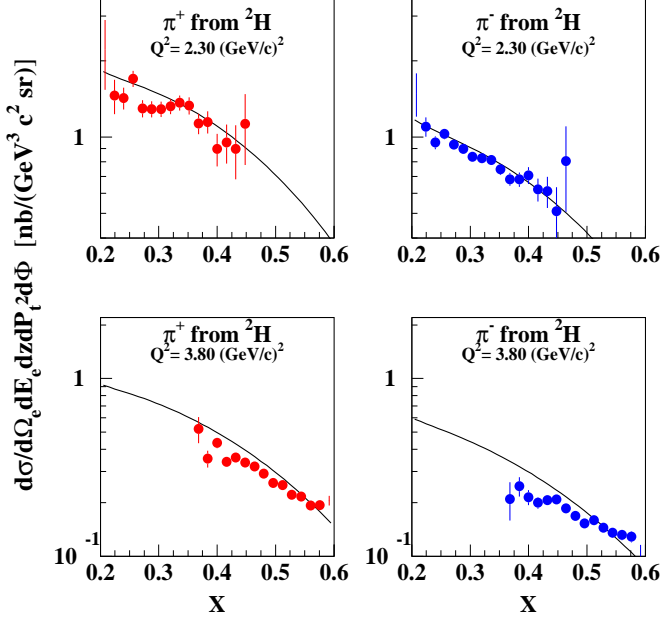 dσ/dΩₑdEₑdzdPₜ²dΦ [nb/(GeV³ c² sr)]
π⁺ from ²H
Q²= 2.30 (GeV/c)²
1
0.2 0.3 0.4 0.5 0.6
π⁻ from ²H
Q²= 2.30 (GeV/c)²
1
0.2 0.3 0.4 0.5 0.6
π⁺ from ²H
Q²= 3.80 (GeV/c)²
1
10⁻¹
0.2 0.3 0.4 0.5 0.6
X
π⁻ from ²H
Q²= 3.80 (GeV/c)²
1
10⁻¹
0.2 0.3 0.4 0.5 0.6
X